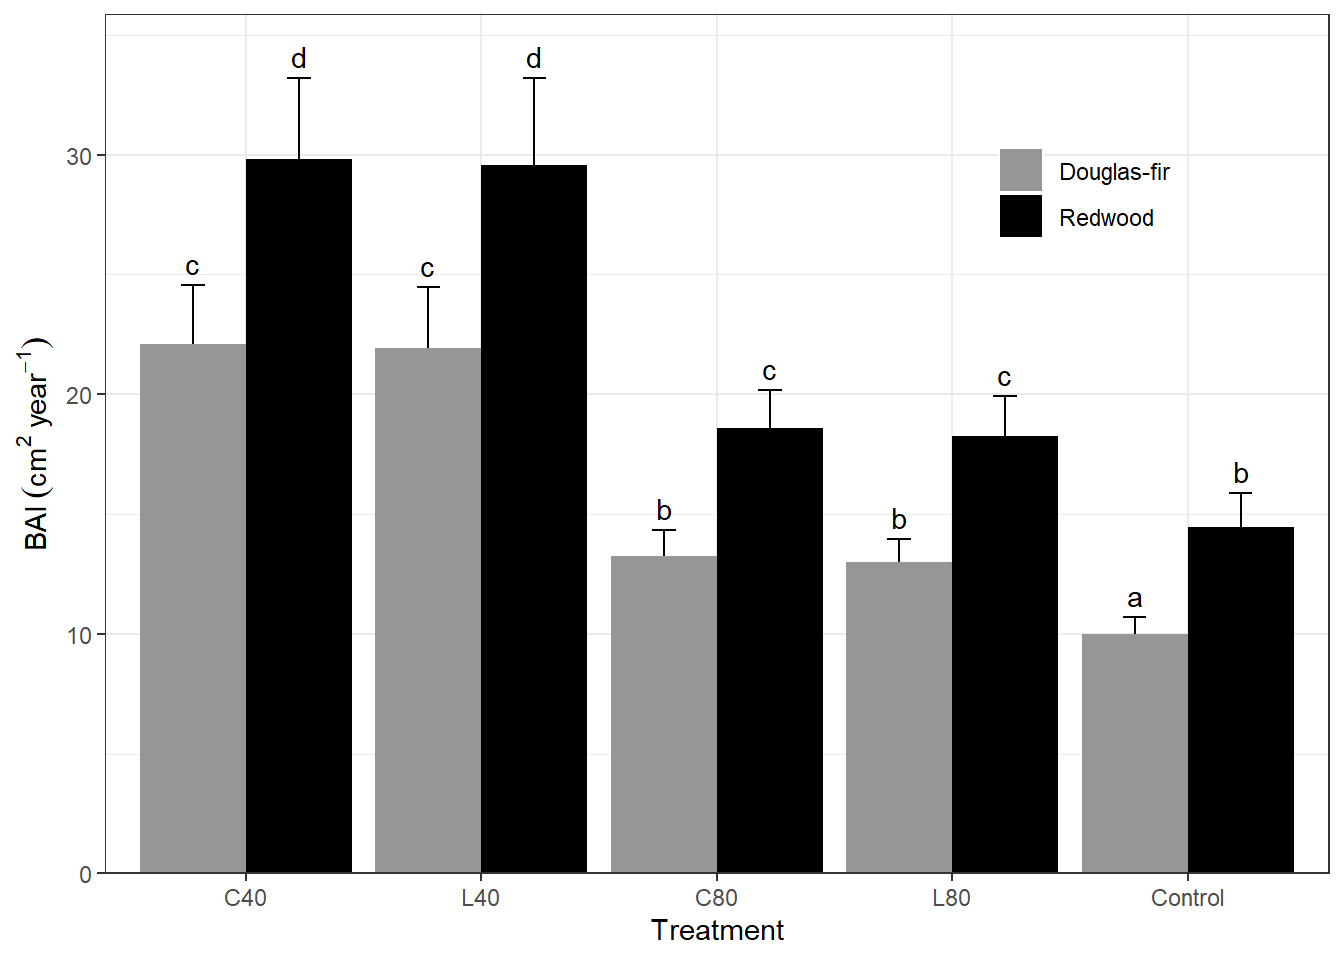 d d
30
Douglas-fir
Redwood
c c
c c
20
b
b b
a
10
0
BAI (cm² year⁻¹)
C40 L40 C80 L80 Control
Treatment